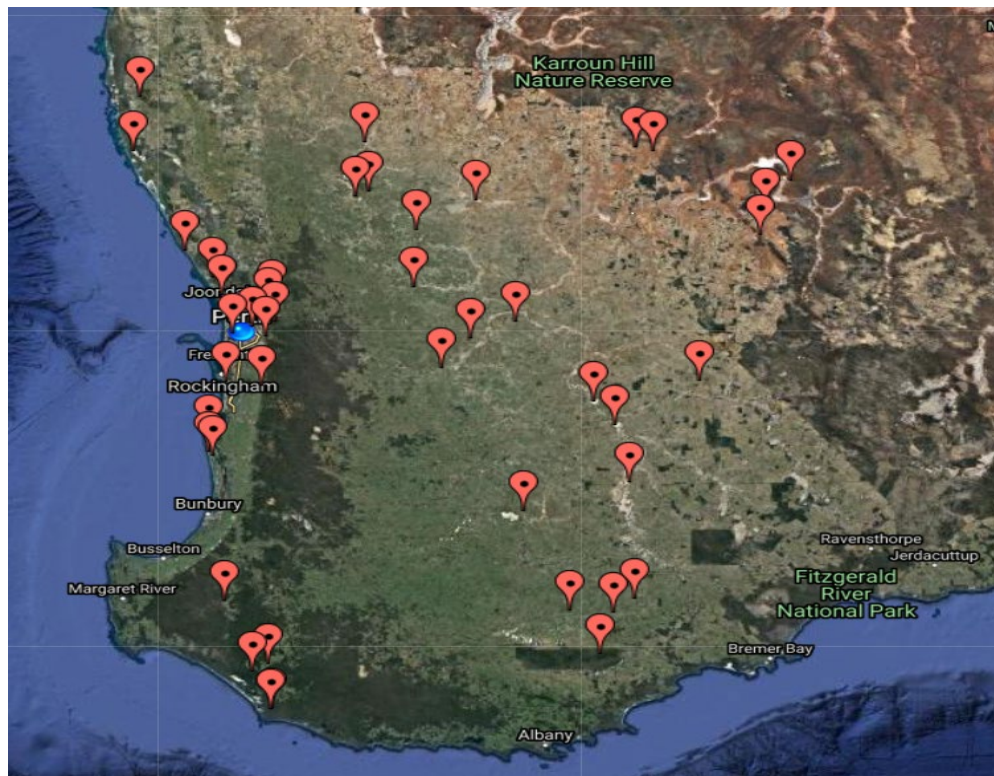 Karroun Hill
Nature Reserve
Rockingham
Bunbury
Busselton
Margaret River
Ravensthorpe
Jerdacuttup
Fitzgerald
River
National Park
Bremer Bay
Albany